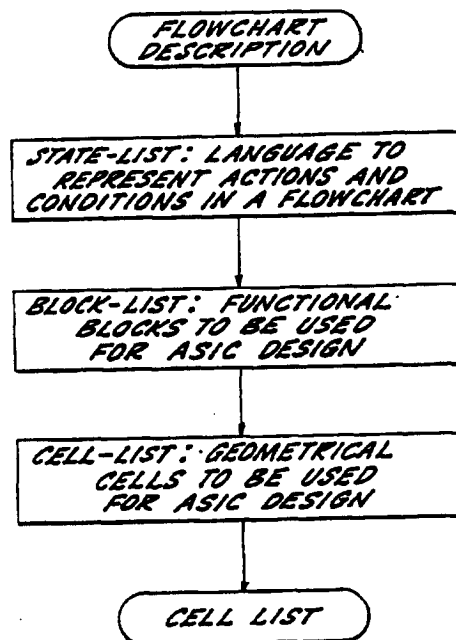 FLOWCHART
DESCRIPTION
STATE-LIST: LANGUAGE TO
REPRESENT ACTIONS AND
CONDITIONS IN A FLOWCHART
BLOCK-LIST: FUNCTIONAL
BLOCKS TO BE USED
FOR ASIC DESIGN
CELL-LIST: GEOMETRICAL
CELLS TO BE USED
FOR ASIC DESIGN
CELL LIST